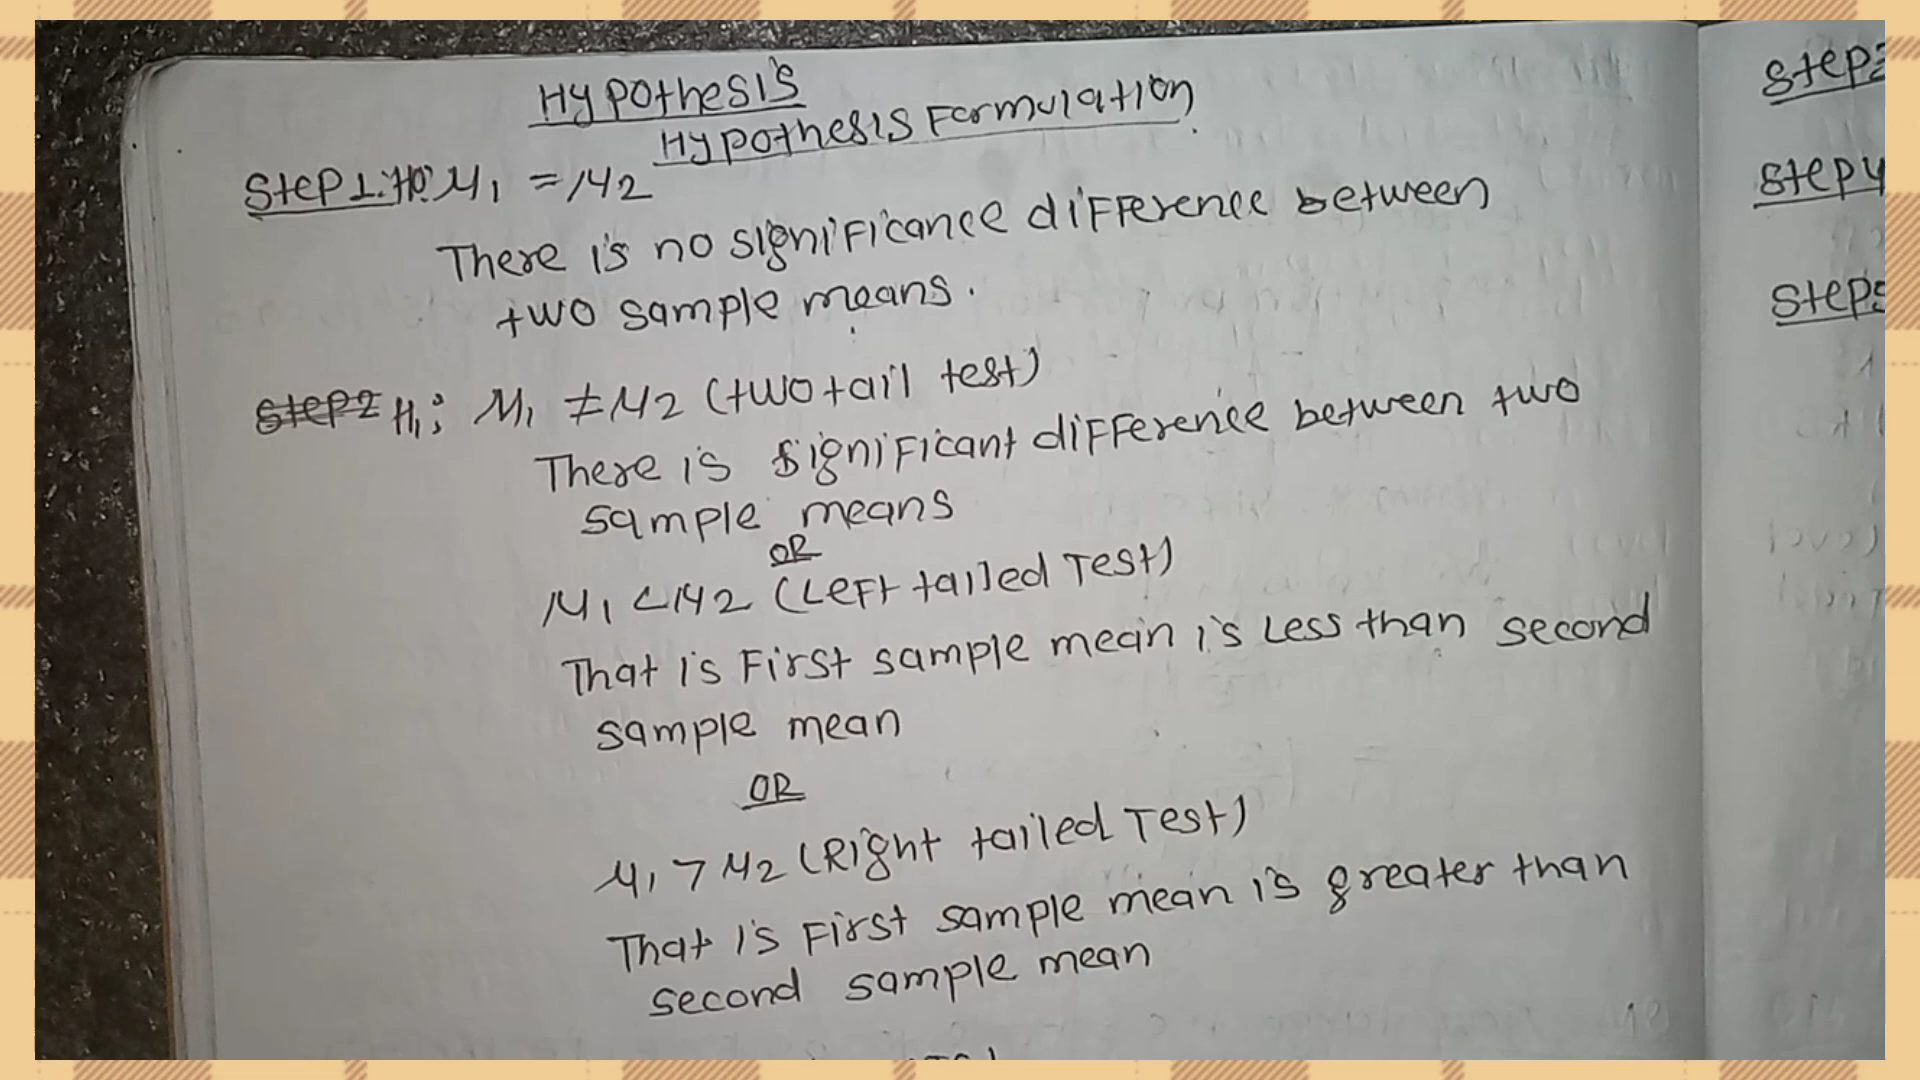 Hypothesis
Hypothesis Formulation.
Step 1: H0: μ1 = μ2
There is no significance difference between
two sample means.
Step2 H1: μ1 ≠ μ2 (two tail test)
There is significant difference between two
sample means
OR
μ1 < μ2 (Left tailed Test)
That is First sample mean is Less than second
sample mean
OR
μ1 > μ2 (Right tailed Test)
That is First sample mean is greater than
second sample mean
Step
Step 4
Step